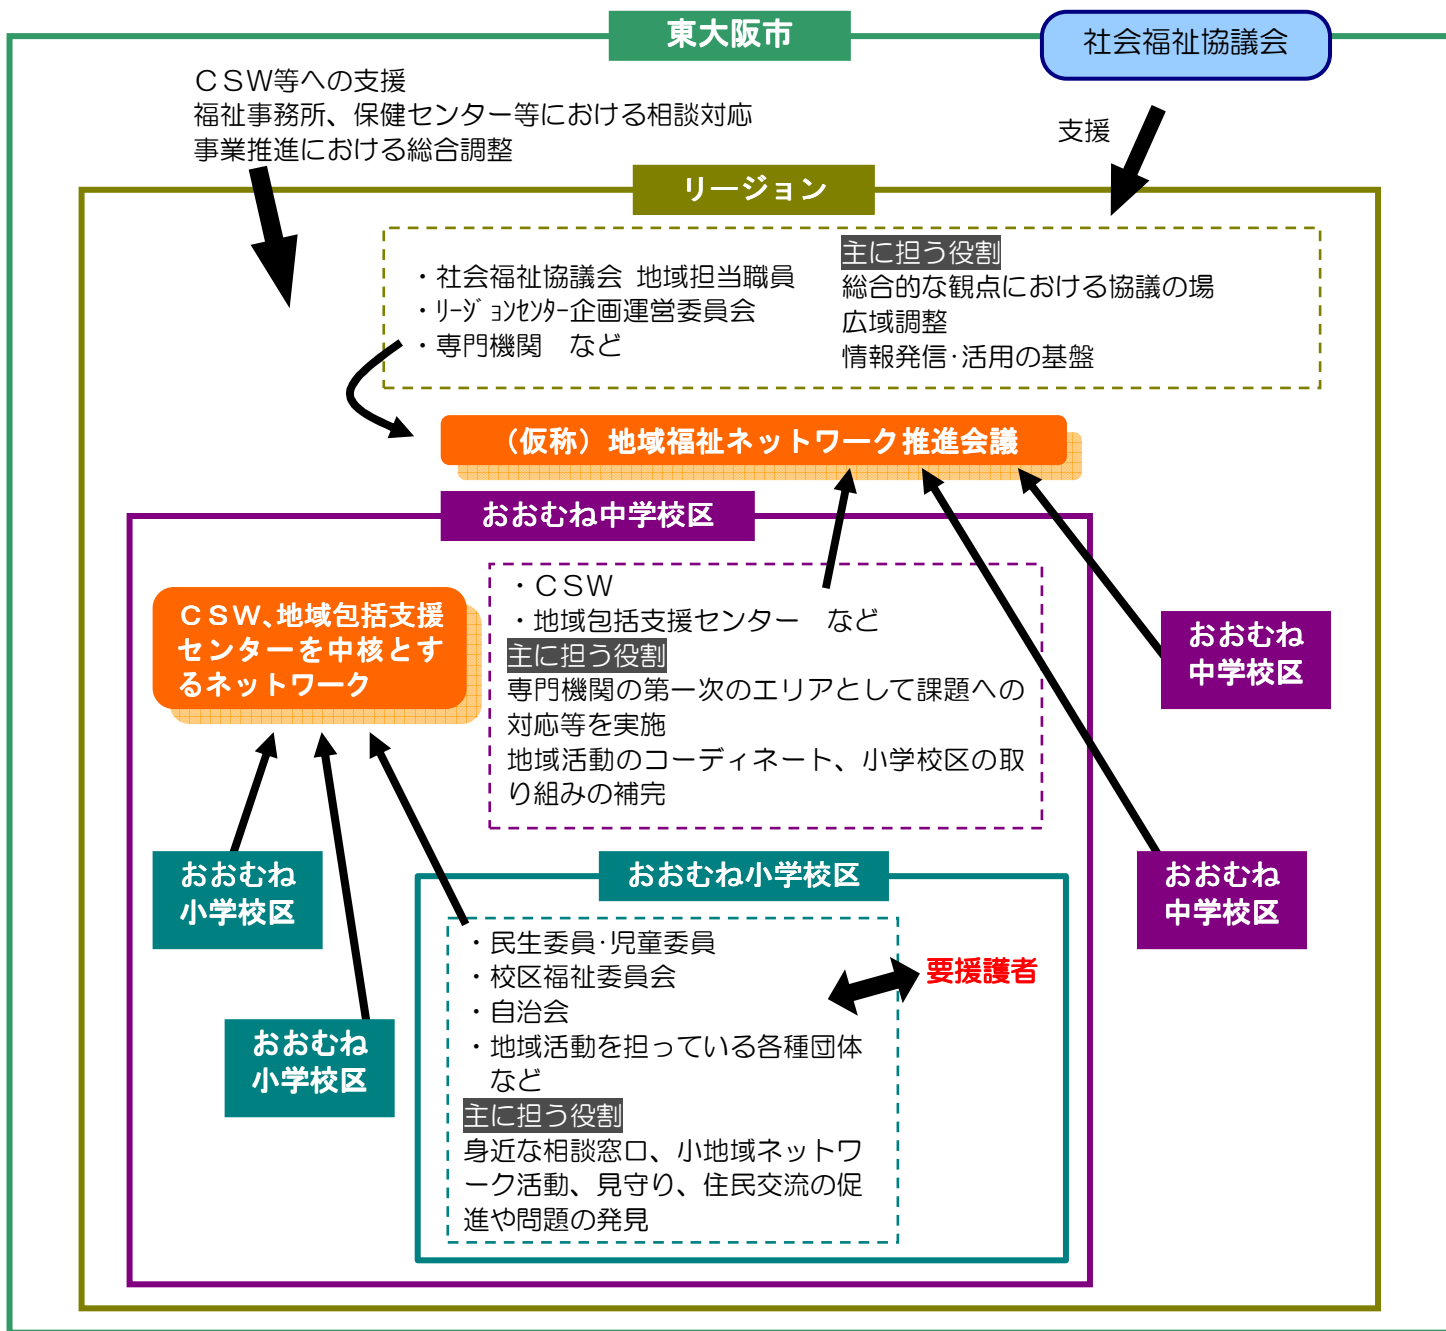 東大阪市
社会福祉協議会
ＣＳＷ等への支援
福祉事務所、保健センター等における相談対応
事業推進における総合調整
支援
リージョン
・社会福祉協議会 地域担当職員
・ﾘｰｼﾞｮﾝｾﾝﾀｰ企画運営委員会
・専門機関　など
主に担う役割
総合的な観点における協議の場
広域調整
情報発信･活用の基盤
（仮称）地域福祉ネットワーク推進会議
おおむね中学校区
ＣＳＷ､地域包括支援
センターを中核とす
るネットワーク
・ＣＳＷ
・地域包括支援センター　など
主に担う役割
専門機関の第一次のエリアとして課題への
対応等を実施
地域活動のコーディネート、小学校区の取
り組みの補完
おおむね
中学校区
おおむね
中学校区
おおむね
小学校区
おおむね
小学校区
おおむね小学校区
・民生委員･児童委員
・校区福祉委員会
・自治会
・地域活動を担っている各種団体
など
要援護者
主に担う役割
身近な相談窓口、小地域ネットワ
ーク活動、見守り、住民交流の促
進や問題の発見